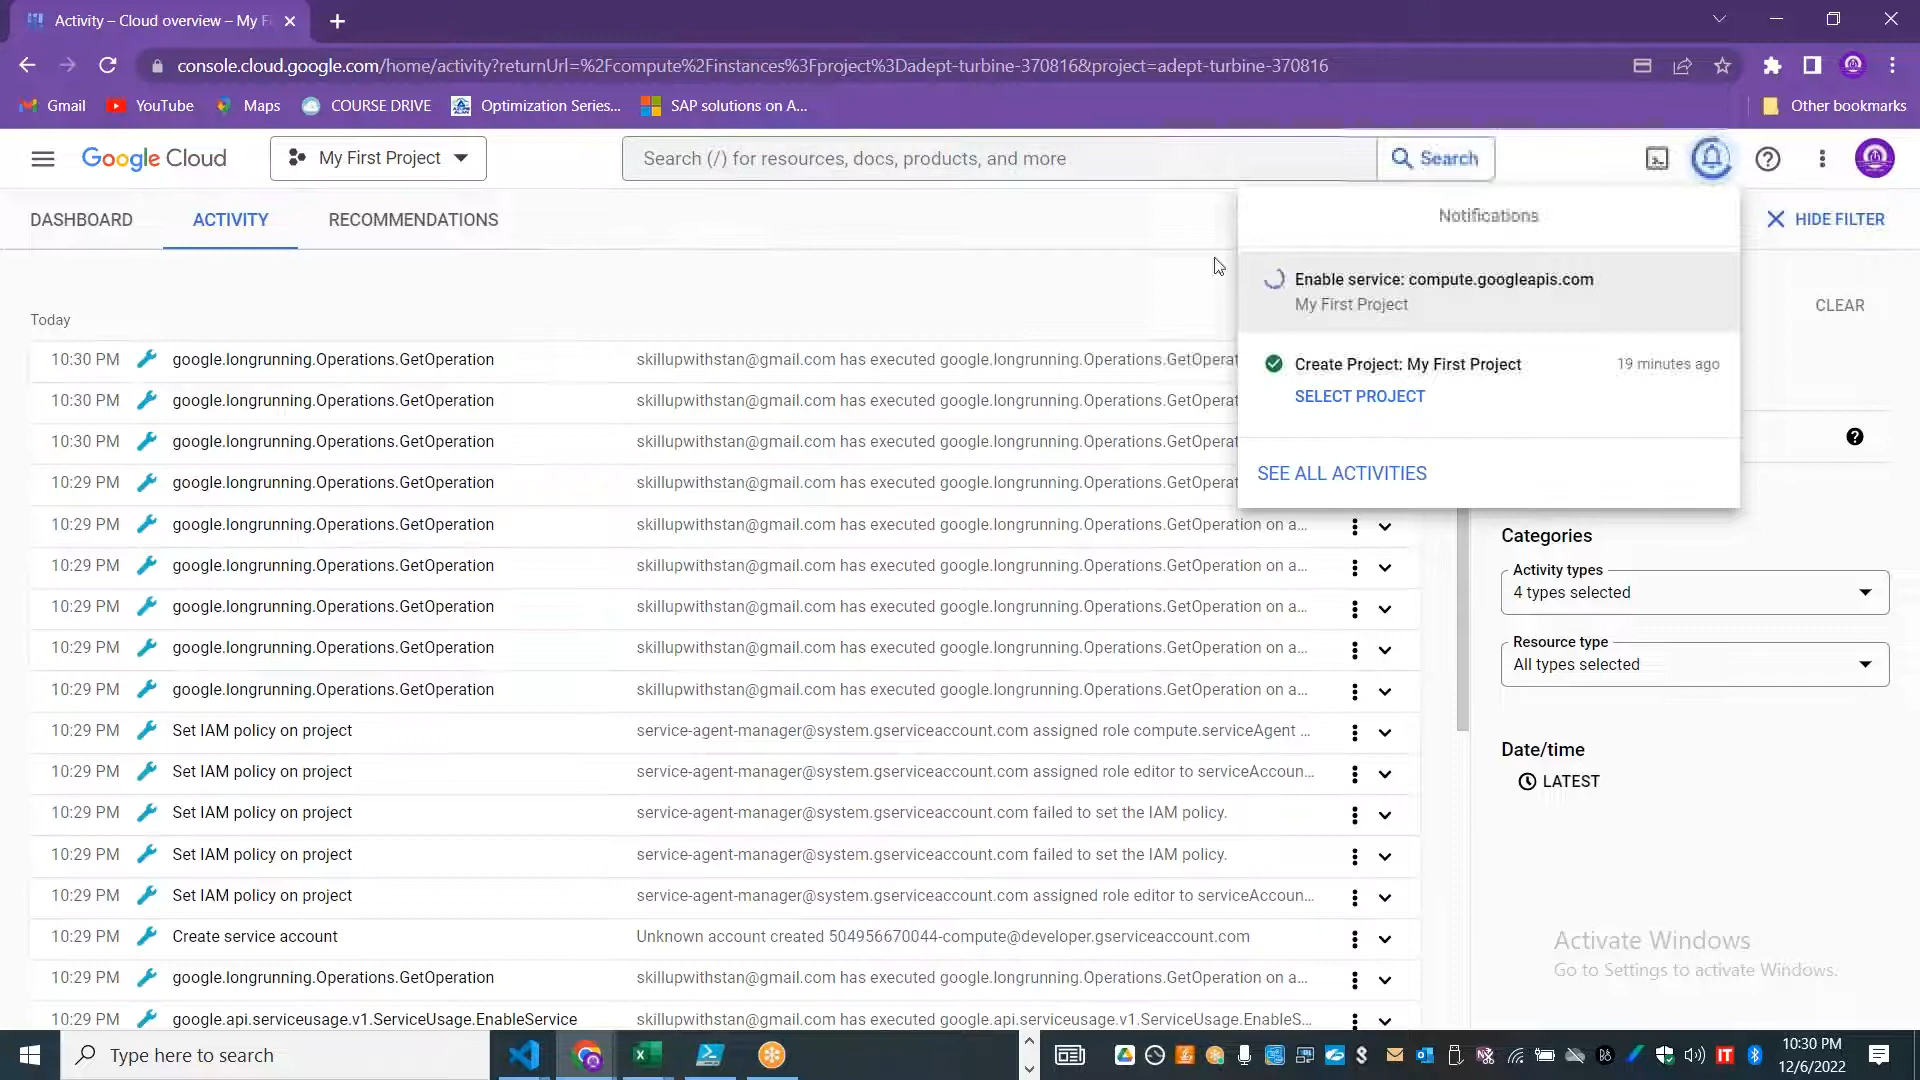 Activity – Cloud overview – My Fi
console.cloud.google.com/home/activity?returnUrl=%2Fcompute%2Finstances%3Fproject%3Dadept-turbine-370816&project=adept-turbine-370816
Gmail YouTube Maps COURSE DRIVE Optimization Series... SAP solutions on A... Other bookmarks
Google Cloud My First Project Search (/) for resources, docs, products, and more Search
DASHBOARD ACTIVITY RECOMMENDATIONS HIDE FILTER
Notifications
Enable service: compute.googleapis.com
My First Project
Create Project: My First Project 19 minutes ago
SELECT PROJECT
SEE ALL ACTIVITIES
CLEAR
Today
10:30 PM google.longrunning.Operations.GetOperation skillupwithstan@gmail.com has executed google.longrunning.Operations.GetOperat
10:30 PM google.longrunning.Operations.GetOperation skillupwithstan@gmail.com has executed google.longrunning.Operations.GetOperat
10:30 PM google.longrunning.Operations.GetOperation skillupwithstan@gmail.com has executed google.longrunning.Operations.GetOperat
10:29 PM google.longrunning.Operations.GetOperation skillupwithstan@gmail.com has executed google.longrunning.Operations.GetOperat
10:29 PM google.longrunning.Operations.GetOperation skillupwithstan@gmail.com has executed google.longrunning.Operations.GetOperation on a...
10:29 PM google.longrunning.Operations.GetOperation skillupwithstan@gmail.com has executed google.longrunning.Operations.GetOperation on a...
10:29 PM google.longrunning.Operations.GetOperation skillupwithstan@gmail.com has executed google.longrunning.Operations.GetOperation on a...
10:29 PM google.longrunning.Operations.GetOperation skillupwithstan@gmail.com has executed google.longrunning.Operations.GetOperation on a...
10:29 PM google.longrunning.Operations.GetOperation skillupwithstan@gmail.com has executed google.longrunning.Operations.GetOperation on a...
10:29 PM Set IAM policy on project service-agent-manager@system.gserviceaccount.com assigned role compute.serviceAgent ...
10:29 PM Set IAM policy on project service-agent-manager@system.gserviceaccount.com assigned role editor to serviceAccoun...
10:29 PM Set IAM policy on project service-agent-manager@system.gserviceaccount.com failed to set the IAM policy.
10:29 PM Set IAM policy on project service-agent-manager@system.gserviceaccount.com failed to set the IAM policy.
10:29 PM Set IAM policy on project service-agent-manager@system.gserviceaccount.com assigned role editor to serviceAccoun...
10:29 PM Create service account Unknown account created 504956670044-compute@developer.gserviceaccount.com
10:29 PM google.longrunning.Operations.GetOperation skillupwithstan@gmail.com has executed google.longrunning.Operations.GetOperation on a...
10:29 PM google.api.serviceusage.v1.ServiceUsage.EnableService skillupwithstan@gmail.com has executed google.api.serviceusage.v1.ServiceUsage.EnableS...
Categories
Activity types
4 types selected
Resource type
All types selected
Date/time
LATEST
Activate Windows
Go to Settings to activate Windows.
Type here to search
10:30 PM
12/6/2022